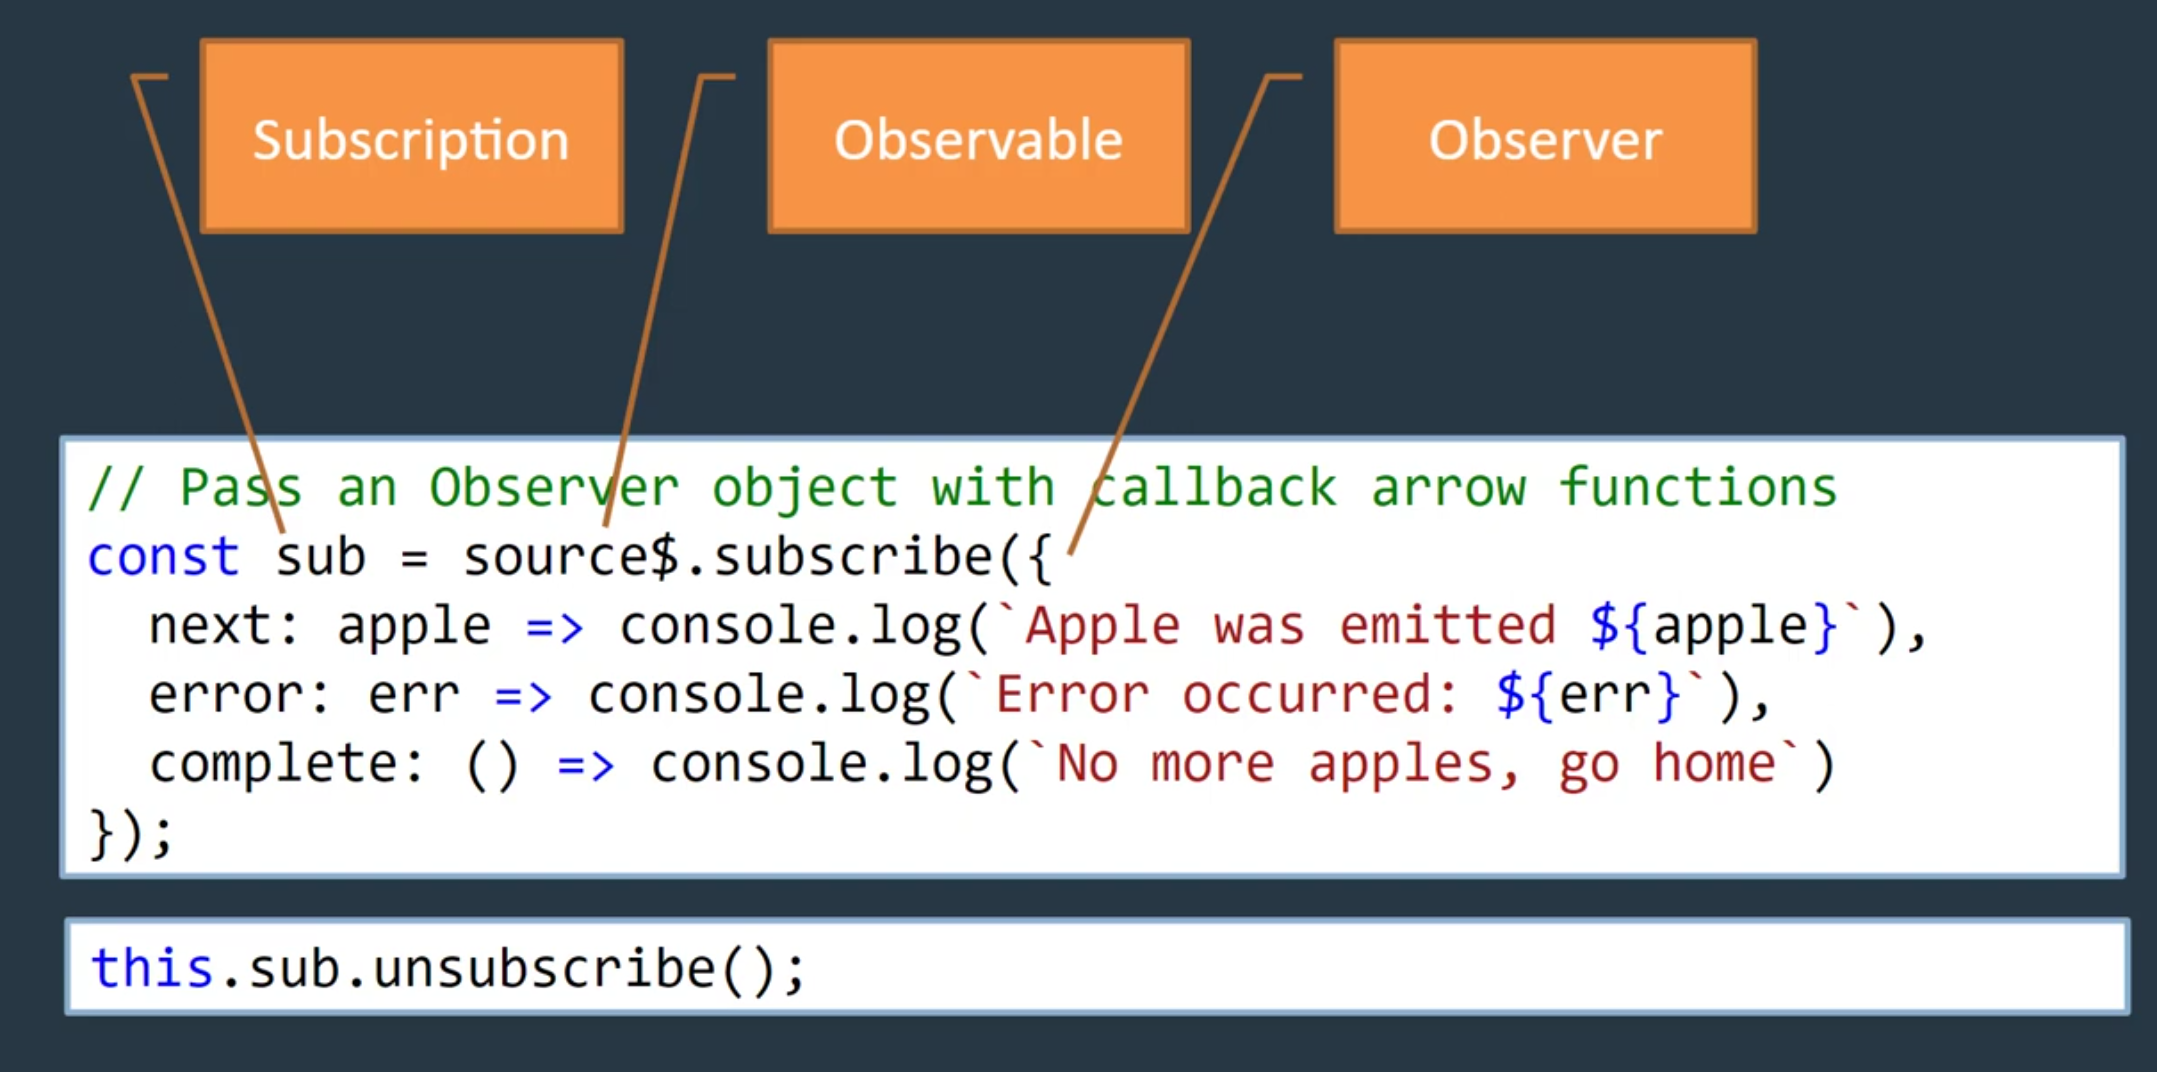 Subscription
Observable
Observer
// Pass an Observer object with callback arrow functions
const sub = source$.subscribe({
  next: apple => console.log(`Apple was emitted ${apple}`),
  error: err => console.log(`Error occurred: ${err}`),
  complete: () => console.log(`No more apples, go home`)
});
this.sub.unsubscribe();